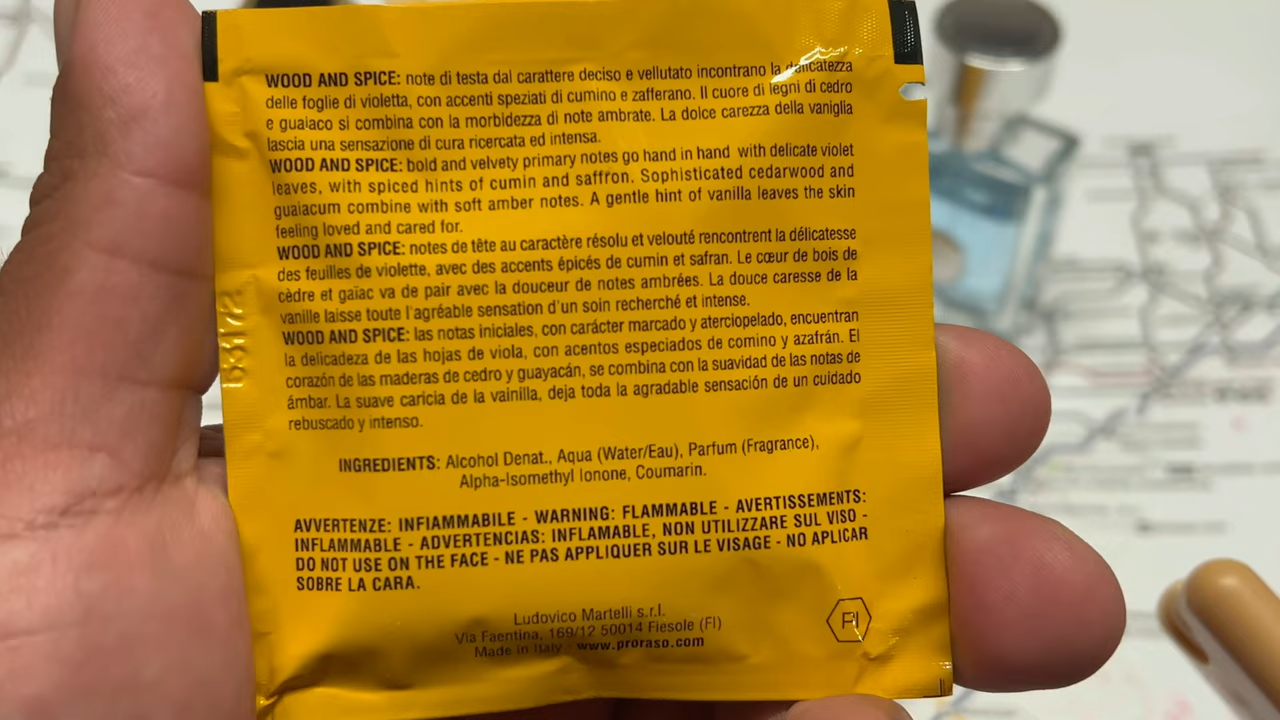 WOOD AND SPICE: note di testa dal carattere deciso e vellutato incontrano la delicatezza
delle foglie di violetta, con accenti speziati di cumino e zafferano. Il cuore di legni di cedro
e guaiaco si combina con la morbidezza di note ambrate. La dolce carezza della vaniglia
lascia una sensazione di cura ricercata ed intensa.
WOOD AND SPICE: bold and velvety primary notes go hand in hand with delicate violet
leaves, with spiced hints of cumin and saffron. Sophisticated cedarwood and
guaiacum combine with soft amber notes. A gentle hint of vanilla leaves the skin
feeling loved and cared for.
WOOD AND SPICE: notes de tête au caractère résolu et velouté rencontrent la délicatesse
des feuilles de violette, avec des accents épicés de cumin et safran. Le cœur de bois de
cèdre et gaïac va de pair avec la douceur de notes ambrées. La douce caresse de la
vanille laisse toute l'agréable sensation d'un soin recherché et intense.
WOOD AND SPICE: las notas iniciales, con carácter marcado y aterciopelado, encuentran
la delicadeza de las hojas de viola, con acentos especiados de comino y azafrán. El
corazón de las maderas de cedro y guayacán, se combina con la suavidad de las notas de
ámbar. La suave caricia de la vainilla, deja toda la agradable sensación de un cuidado
rebuscado y intenso.
INGREDIENTS: Alcohol Denat., Aqua (Water/Eau), Parfum (Fragrance),
Alpha-Isomethyl Ionone, Coumarin.
AVVERTENZE: INFIAMMABILE - WARNING: FLAMMABLE - AVERTISSEMENTS:
INFLAMMABLE - ADVERTENCIAS: INFLAMABLE, NON UTILIZZARE SUL VISO -
DO NOT USE ON THE FACE - NE PAS APPLIQUER SUR LE VISAGE - NO APLICAR
SOBRE LA CARA.
Ludovico Martelli s.r.l.
Via Faentina, 169/12 50014 Fiesole (FI)
Made in Italy - www.proraso.com